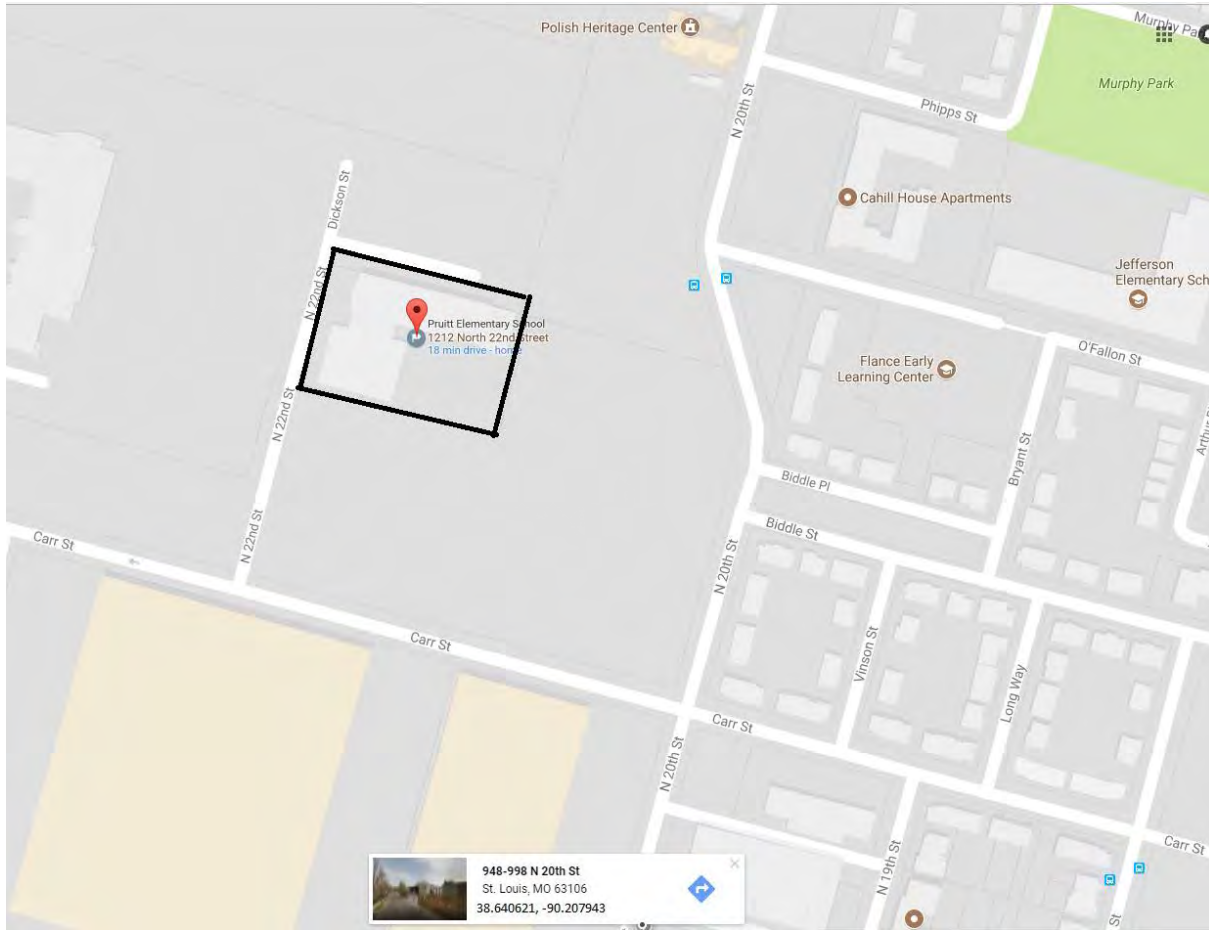 Polish Heritage Center
Murphy Pa
Murphy Park
N 20th St
Phipps St
Dickson St
Cahill House Apartments
N 22nd St
Jefferson
Elementary Sch
Pruitt Elementary School
1212 North 22nd Street
18 min drive - home
O'Fallon St
Flance Early
Learning Center
N 22nd St
Bryant St
Biddle Pl
N 22nd St
Biddle St
Carr St
N 20th St
Carr St
Vinson St
Long Way
Carr St
N 20th St
Carr St
N 19th St
948-998 N 20th St
St. Louis, MO 63106
38.640621, -90.207943
St